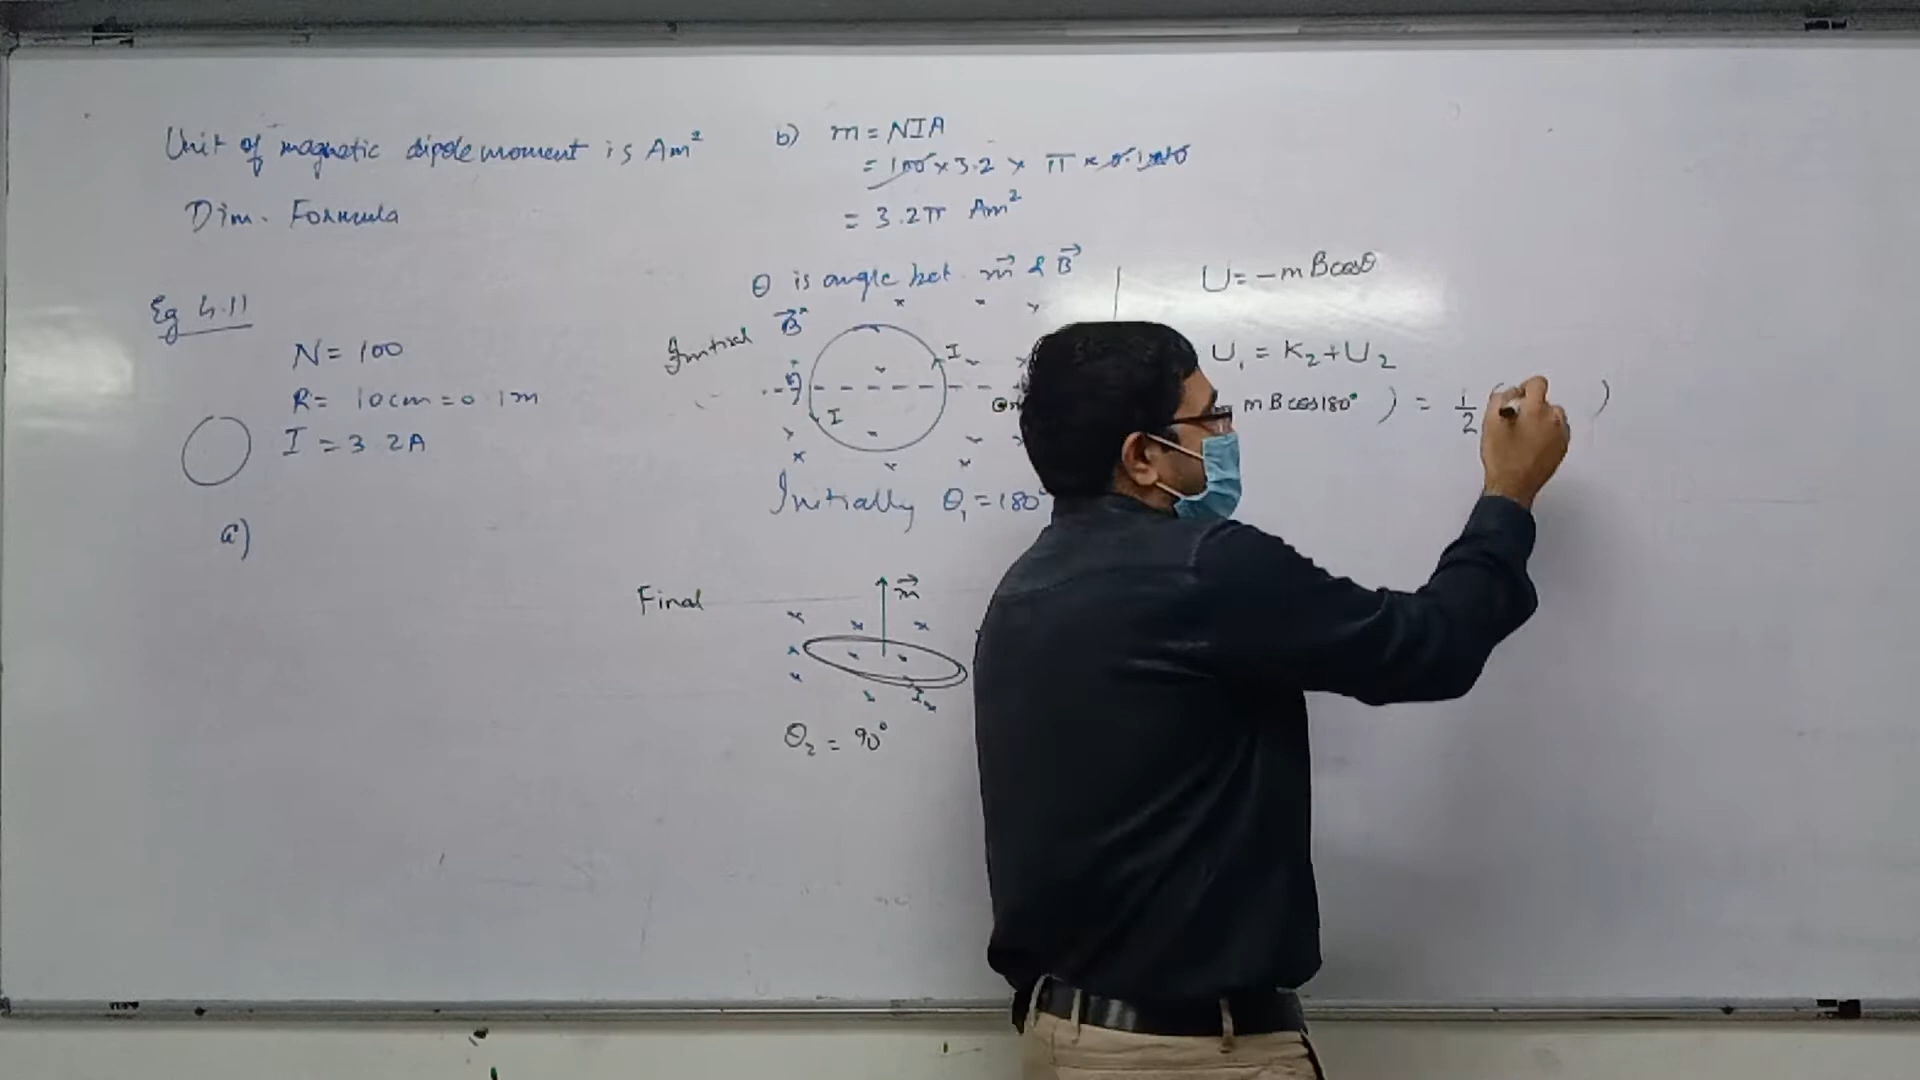 Unit of magnetic dipole moment is Am²
Dim. Formula
Eg 4.11
N = 100
R = 10cm = 0.1m
I = 3.2A
a)
b) m = NIA
= 100 × 3.2 × π ×
= 3.2π Am²
θ is angle bet. m⃗ & B⃗
Initial
B⃗
I
I
Initially θ₁ = 180°
Final
m⃗
θ₂ = 90°
U = -mBcosθ
U₁ = K₂ + U₂
mBcos180° ) = 1/2 ( )